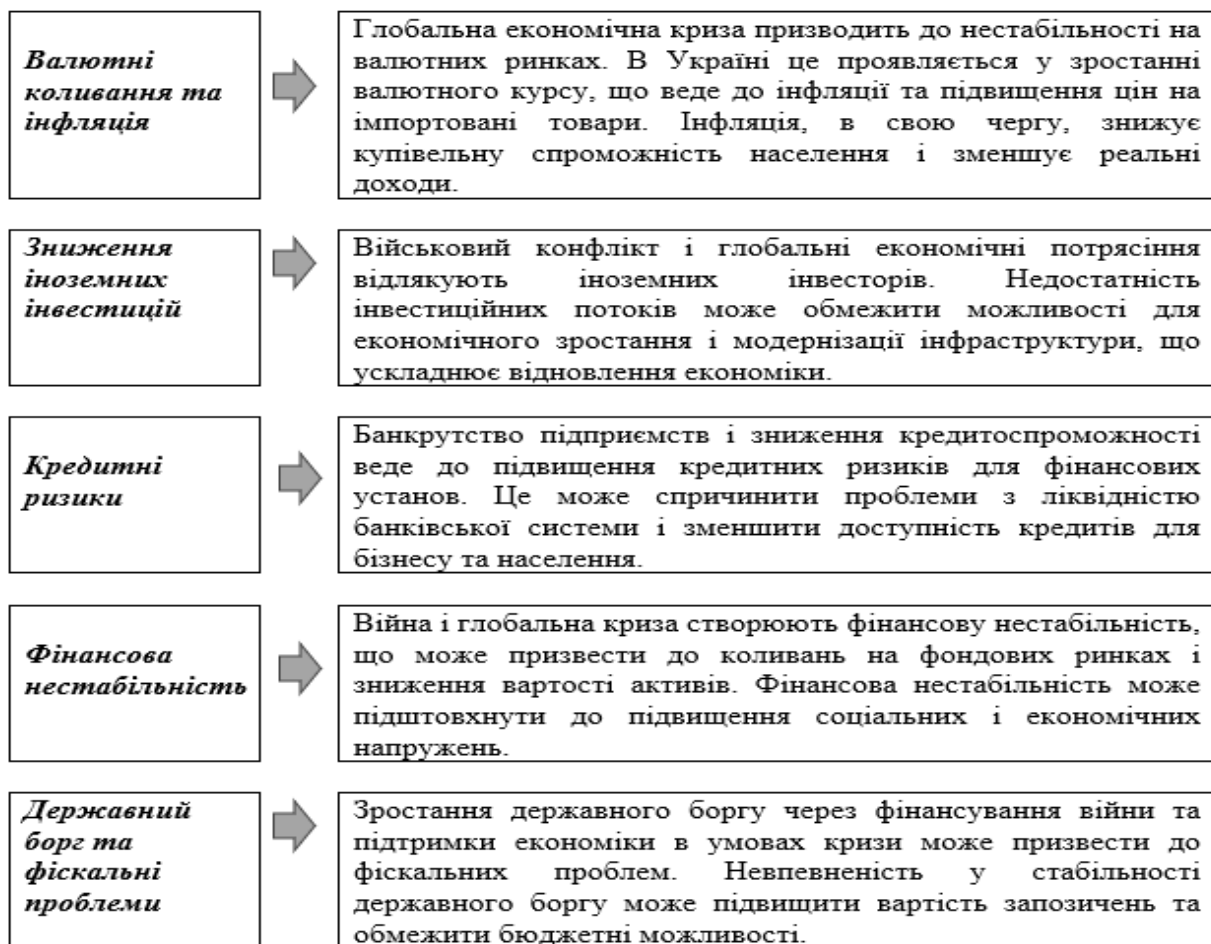 Валютні
коливання та
інфляція
Глобальна економічна криза призводить до нестабільності на
валютних ринках. В Україні це проявляється у зростанні
валютного курсу, що веде до інфляції та підвищення цін на
імпортовані товари. Інфляція, в свою чергу, знижує
купівельну спроможність населення і зменшує реальні
доходи.
Зниження
іноземних
інвестицій
Військовий конфлікт і глобальні економічні потрясіння
відлякують іноземних інвесторів. Недостатність
інвестиційних потоків може обмежити можливості для
економічного зростання і модернізації інфраструктури, що
ускладнює відновлення економіки.
Кредитні
ризики
Банкрутство підприємств і зниження кредитоспроможності
веде до підвищення кредитних ризиків для фінансових
установ. Це може спричинити проблеми з ліквідністю
банківської системи і зменшити доступність кредитів для
бізнесу та населення.
Фінансова
нестабільність
Війна і глобальна криза створюють фінансову нестабільність,
що може призвести до коливань на фондових ринках і
зниження вартості активів. Фінансова нестабільність може
підштовхнути до підвищення соціальних і економічних
напружень.
Державний
борг та
фіскальні
проблеми
Зростання державного боргу через фінансування війни та
підтримки економіки в умовах кризи може призвести до
фіскальних проблем. Невпевненість у стабільності
державного боргу може підвищити вартість запозичень та
обмежити бюджетні можливості.